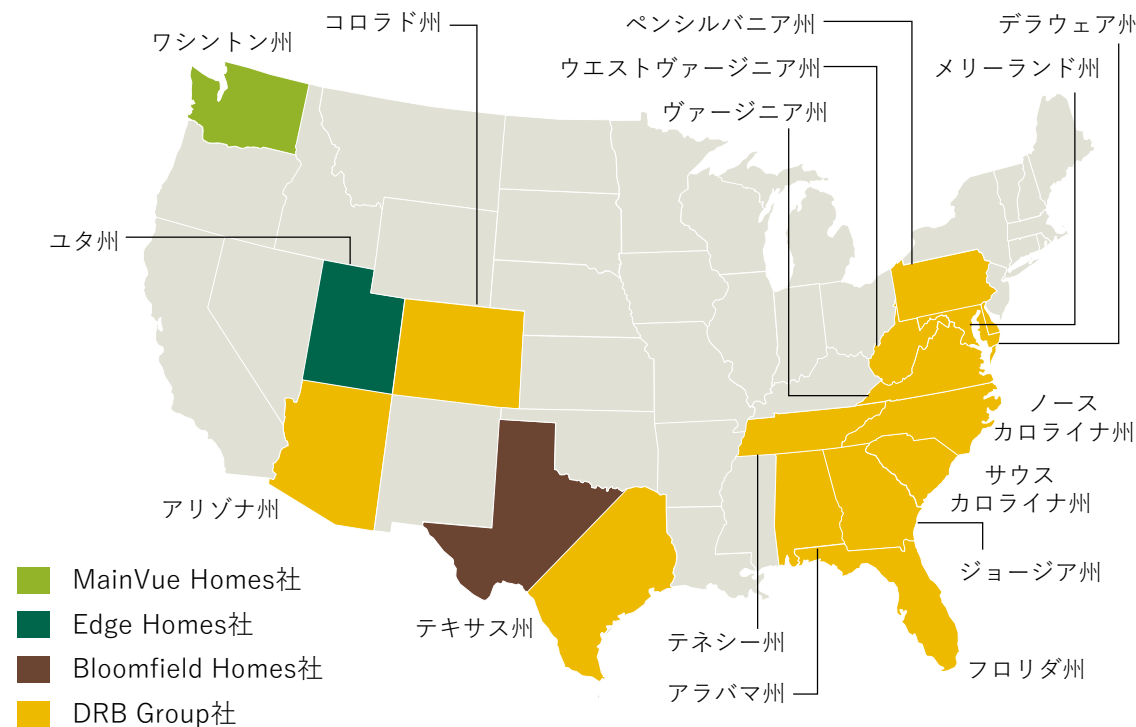 コロラド州
ペンシルバニア州
デラウェア州
ワシントン州
ウエストヴァージニア州
メリーランド州
ヴァージニア州
ユタ州
ノース
カロライナ州
サウス
カロライナ州
アリゾナ州
ジョージア州
テキサス州
テネシー州
フロリダ州
アラバマ州
MainVue Homes社
Edge Homes社
Bloomfield Homes社
DRB Group社